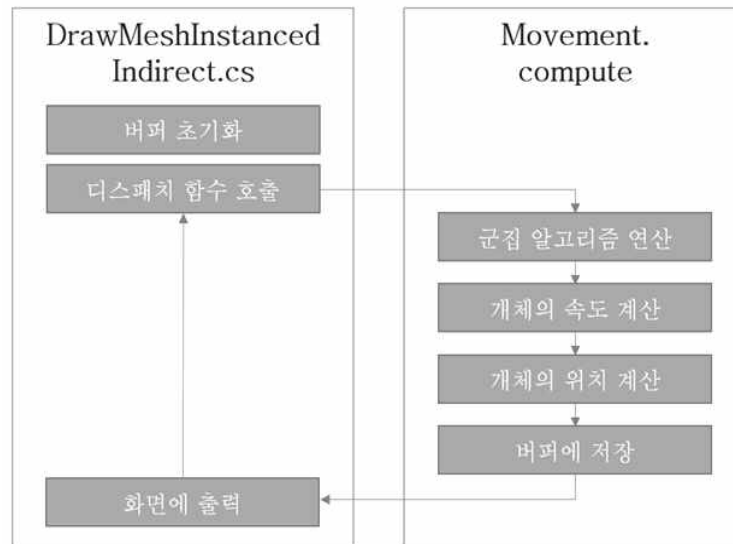 DrawMeshInstanced
Indirect.cs
버퍼 초기화
디스패치 함수 호출
화면에 출력
Movement.
compute
군집 알고리즘 연산
개체의 속도 계산
개체의 위치 계산
버퍼에 저장